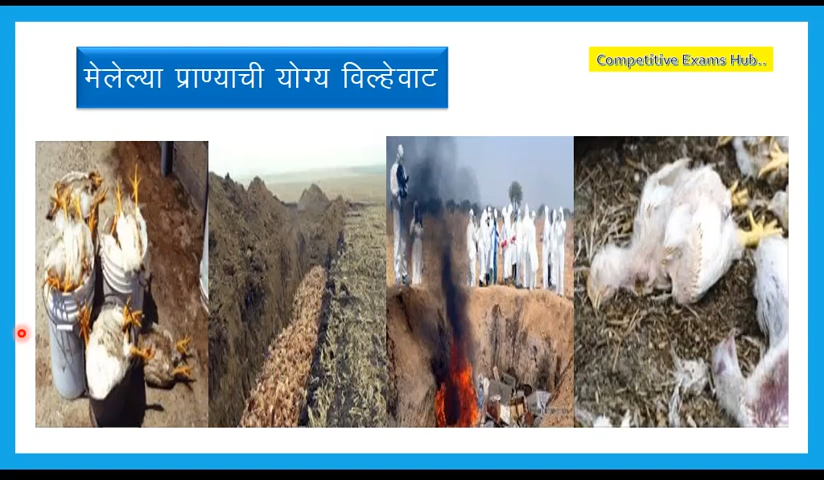 मेलेल्या प्राण्याची योग्य विल्हेवाट
Competitive Exams Hub..